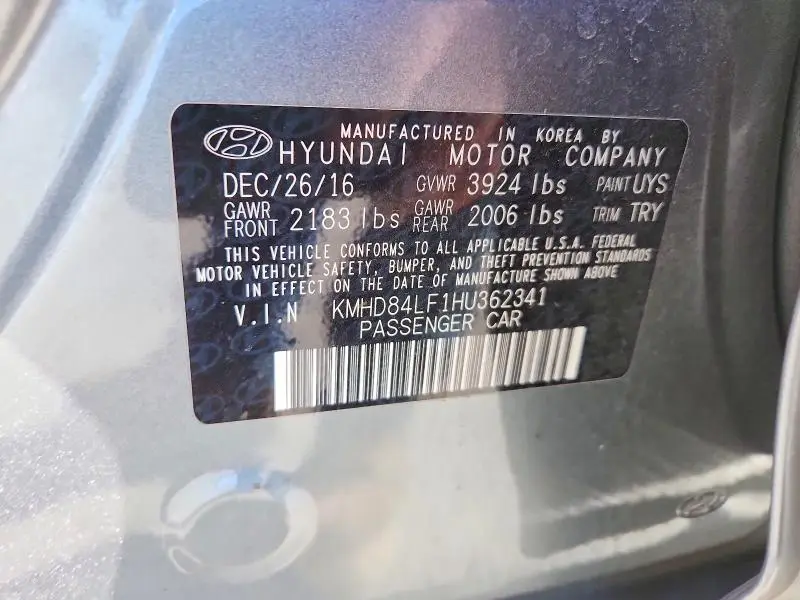 MANUFACTURED IN KOREA BY
HYUNDAI MOTOR COMPANY
DEC/26/16 GVWR 3924 lbs PAINT UYS
GAWR FRONT 2183 lbs GAWR REAR 2006 lbs TRIM TRY
THIS VEHICLE CONFORMS TO ALL APPLICABLE U.S.A. FEDERAL
MOTOR VEHICLE SAFETY, BUMPER, AND THEFT PREVENTION STANDARDS
IN EFFECT ON THE DATE OF MANUFACTURE SHOWN ABOVE
V.I.N KMHD84LF1HU362341
PASSENGER CAR